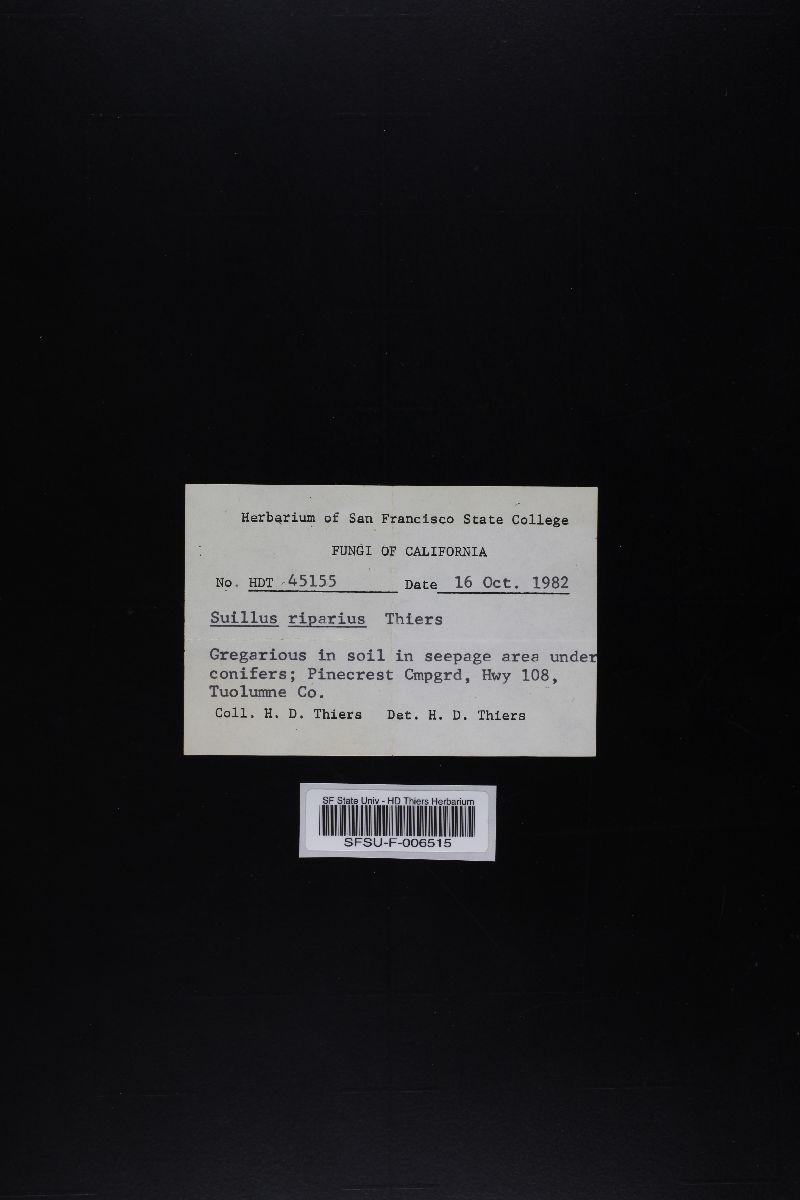 Herbarium of San Francisco State College
FUNGI OF CALIFORNIA
No. HDT 45155 Date 16 Oct. 1982
Suillus riparius Thiers
Gregarious in soil in seepage area under
conifers; Pinecrest Cmpgrd, Hwy 108,
Tuolumne Co.
Coll. H. D. Thiers Det. H. D. Thiers
SF State Univ - HD Thiers Herbarium
SFSU-F-006515